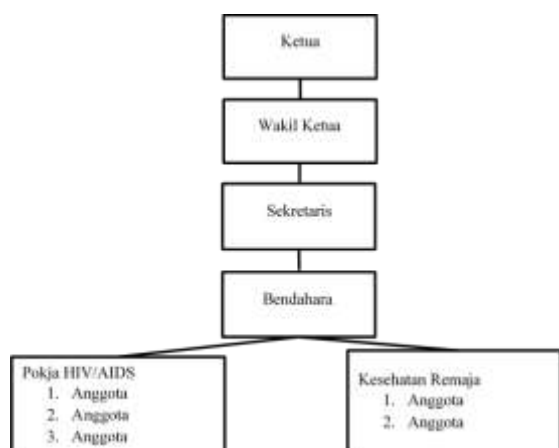 Ketua
Wakil Ketua
Sekretaris
Bendahara
Pokja HIV/AIDS
1. Anggota
2. Anggota
3. Anggota
Kesehatan Remaja
1. Anggota
2. Anggota